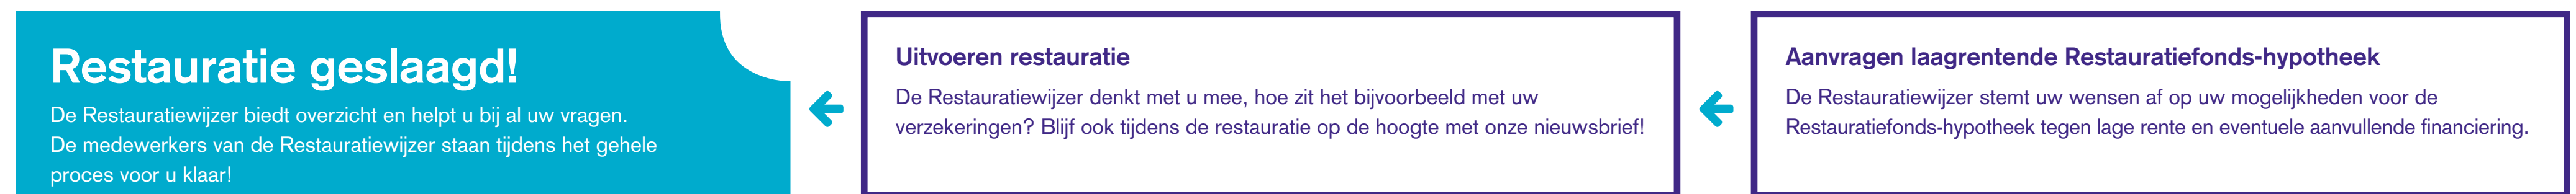 Restauratie geslaagd!
De Restauratiewijzer biedt overzicht en helpt u bij al uw vragen.
De medewerkers van de Restauratiewijzer staan tijdens het gehele
proces voor u klaar!
Uitvoeren restauratie
De Restauratiewijzer denkt met u mee, hoe zit het bijvoorbeeld met uw
verzekeringen? Blijf ook tijdens de restauratie op de hoogte met onze nieuwsbrief!
Aanvragen laagrentende Restauratiefonds-hypotheek
De Restauratiewijzer stemt uw wensen af op uw mogelijkheden voor de
Restauratiefonds-hypotheek tegen lage rente en eventuele aanvullende financiering.